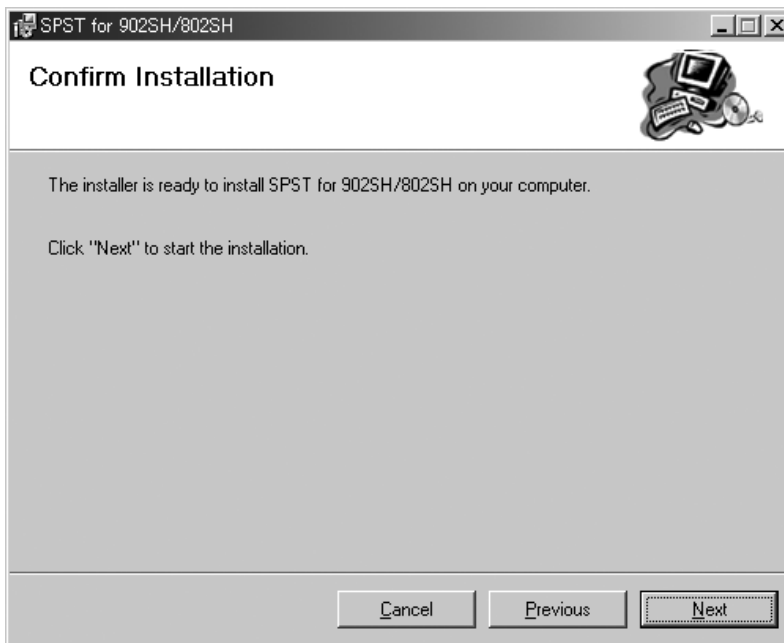 SPST for 902SH/802SH
Confirm Installation
The installer is ready to install SPST for 902SH/802SH on your computer.
Click "Next" to start the installation.
Cancel Previous Next